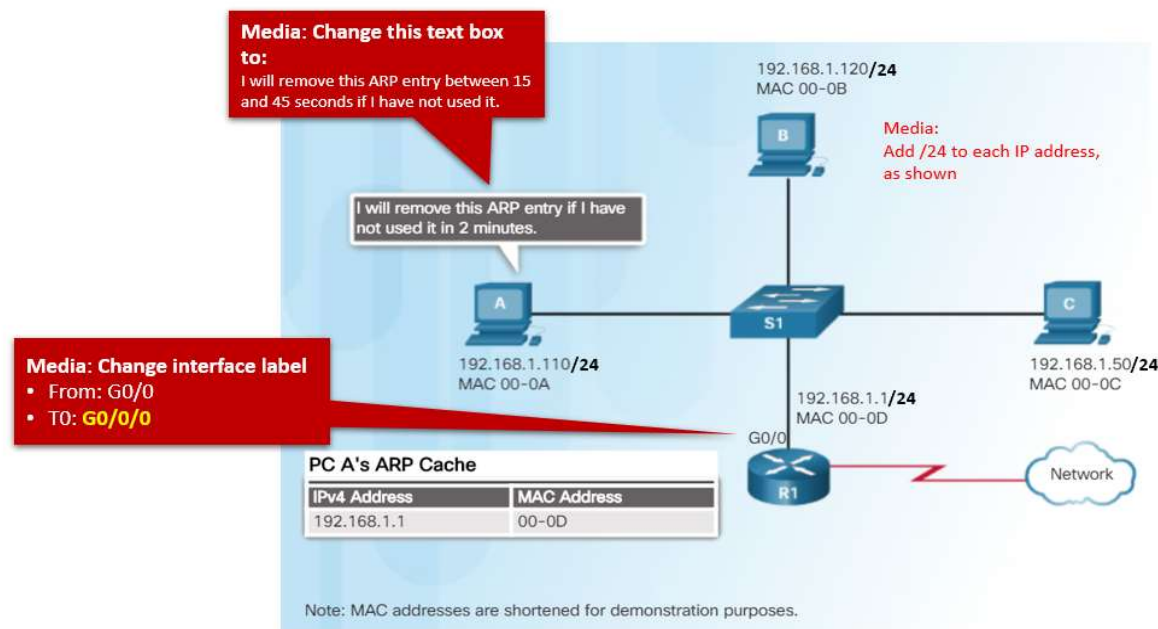 Media: Change this text box
to:
I will remove this ARP entry between 15
and 45 seconds if I have not used it.
192.168.1.120/24
MAC 00-0B
B
Media:
Add /24 to each IP address,
as shown
I will remove this ARP entry if I have
not used it in 2 minutes.
A
S1
C
192.168.1.110/24
MAC 00-0A
192.168.1.50/24
MAC 00-0C
Media: Change interface label
• From: G0/0
• T0: G0/0/0
192.168.1.1/24
MAC 00-0D
G0/0
R1
Network
PC A's ARP Cache
IPv4 Address MAC Address
192.168.1.1 00-0D
Note: MAC addresses are shortened for demonstration purposes.